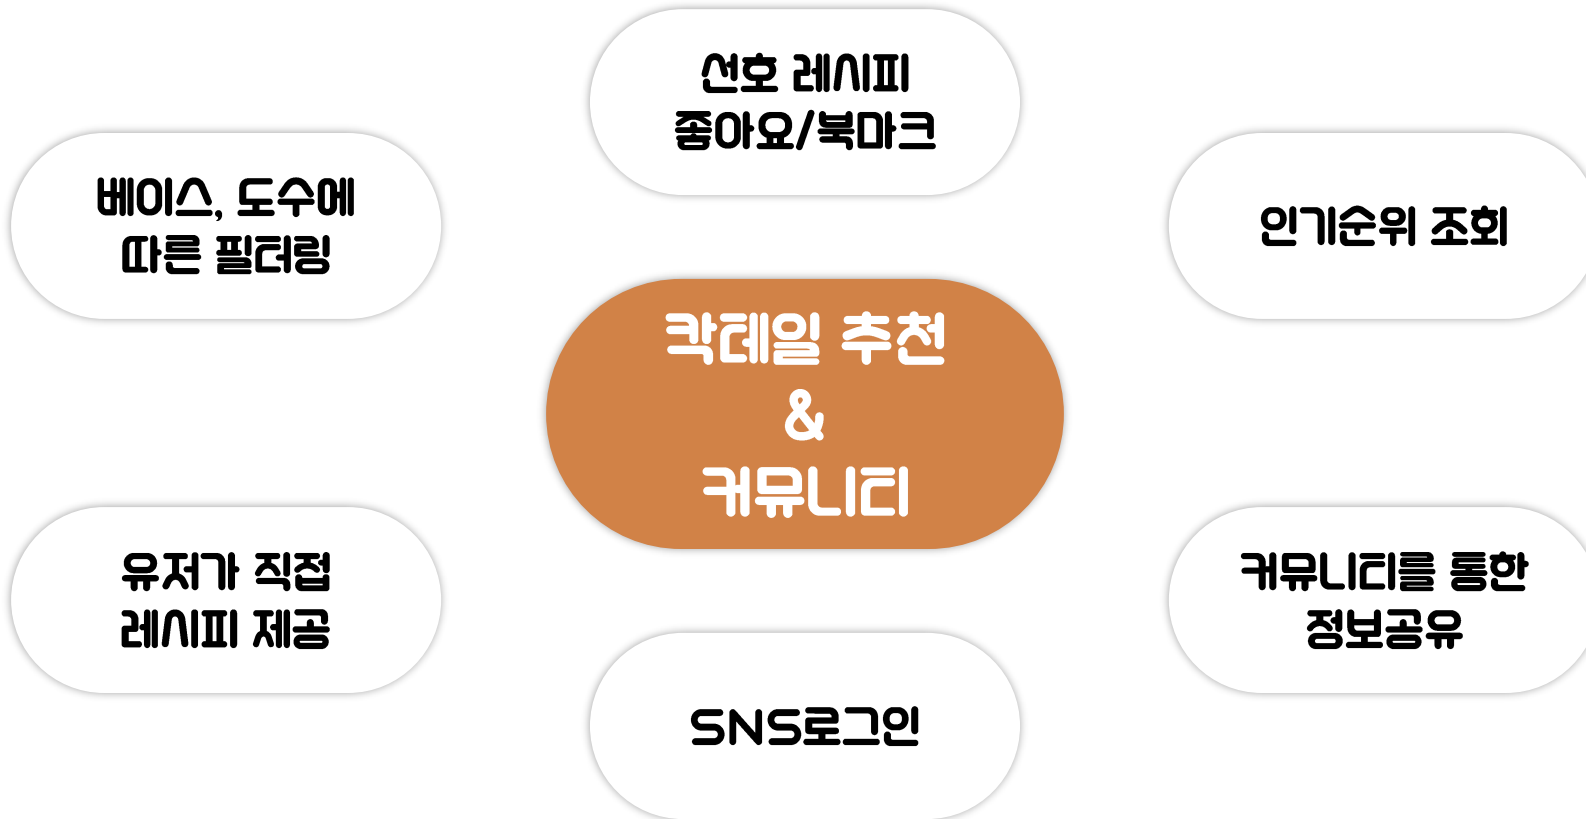 선호 레시피
좋아요/북마크
베이스, 도수에
따른 필터링
인기순위 조회
칵테일 추천
&
커뮤니티
유저가 직접
레시피 제공
커뮤니티를 통한
정보공유
SNS로그인